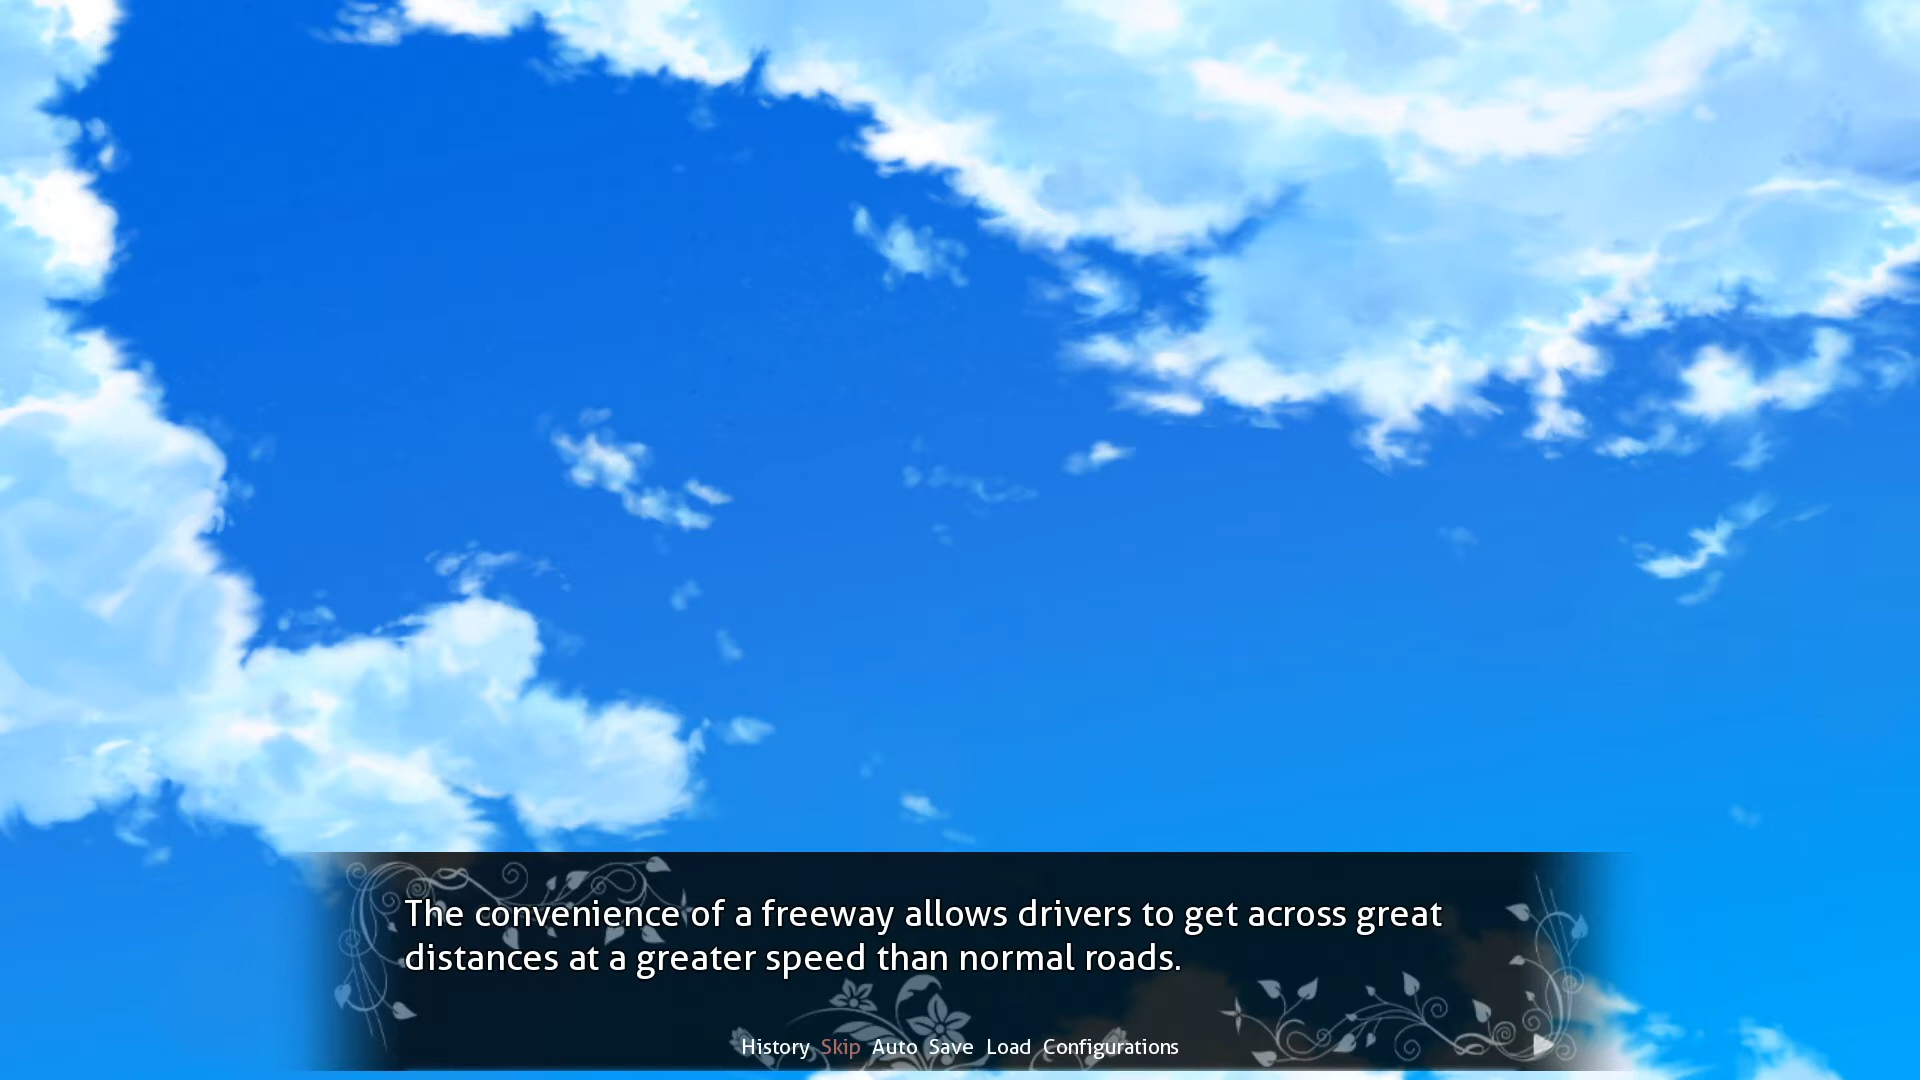 The convenience of a freeway allows drivers to get across great
distances at a greater speed than normal roads.
History Skip Auto Save Load Configurations